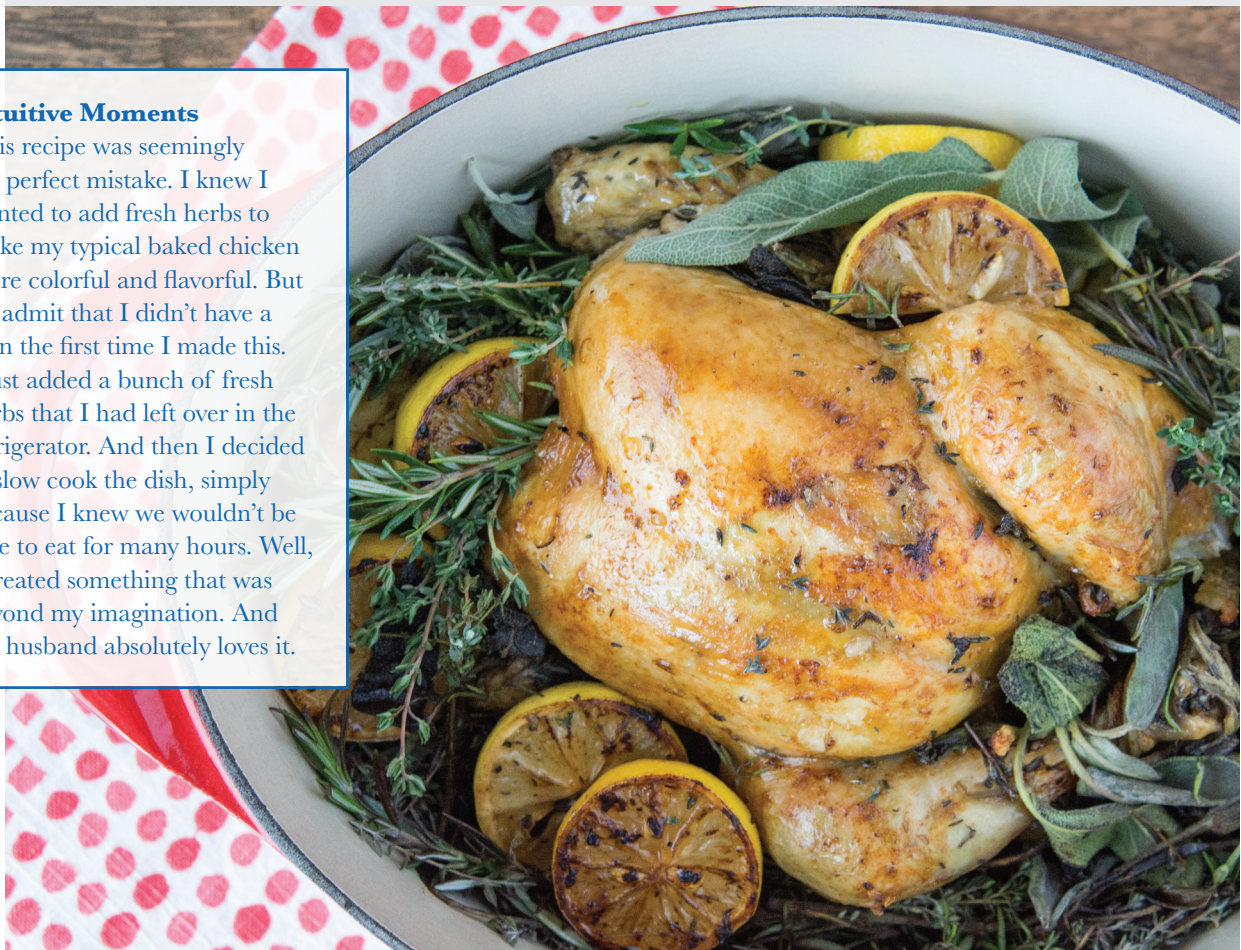 tuitive Moments
is recipe was seemingly
perfect mistake. I knew I
nted to add fresh herbs to
ke my typical baked chicken
re colorful and flavorful. But
admit that I didn’t have a
n the first time I made this.
ust added a bunch of fresh
rbs that I had left over in the
rigerator. And then I decided
slow cook the dish, simply
cause I knew we wouldn’t be
e to eat for many hours. Well,
reated something that was
yond my imagination. And
husband absolutely loves it.